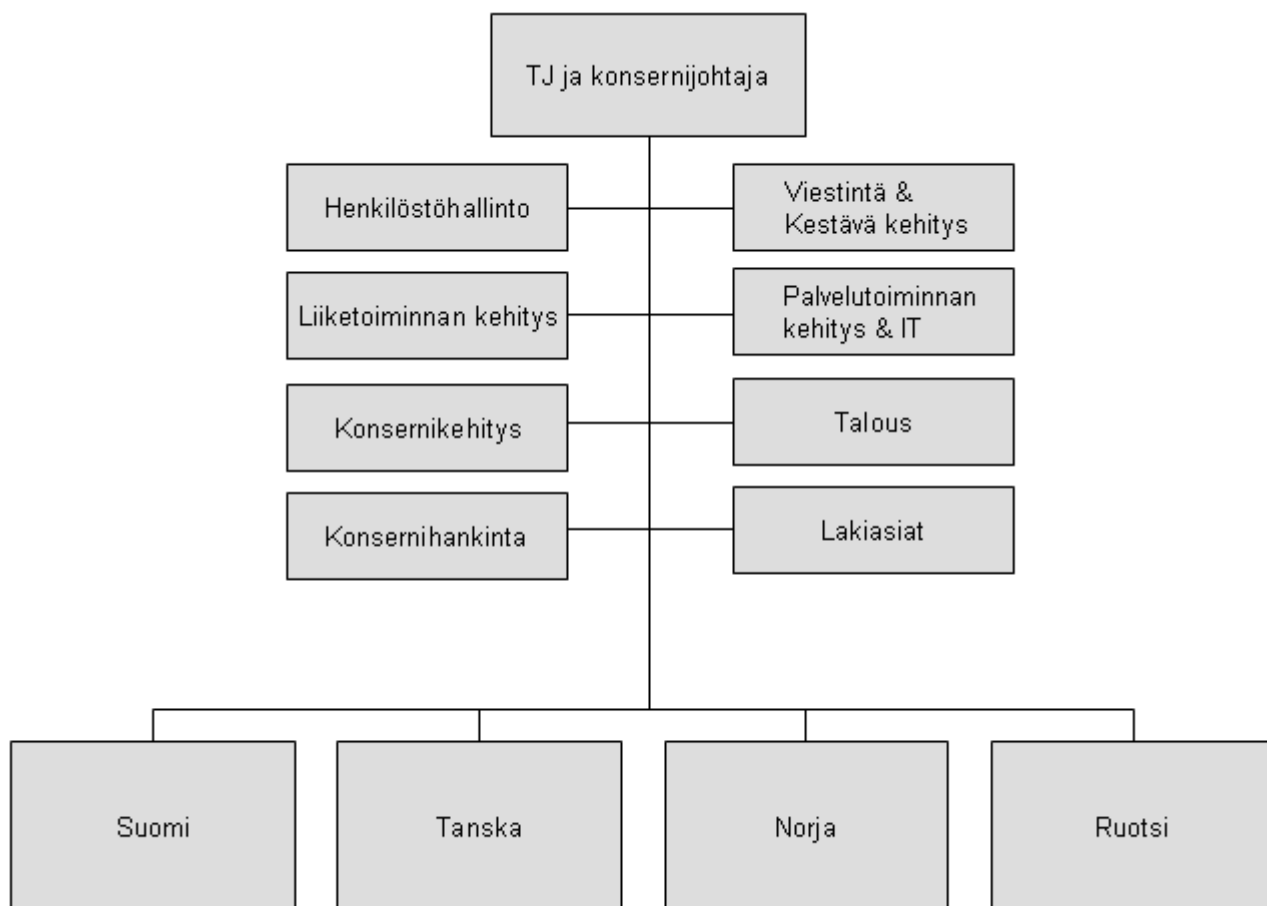 TJ ja konsernijohtaja
Henkilöstöhallinto
Viestintä &
Kestävä kehitys
Liiketoiminnan kehitys
Palvelutoiminnan
kehitys & IT
Konsernikehitys
Talous
Konsernihankinta
Lakiasiat
Suomi
Tanska
Norja
Ruotsi